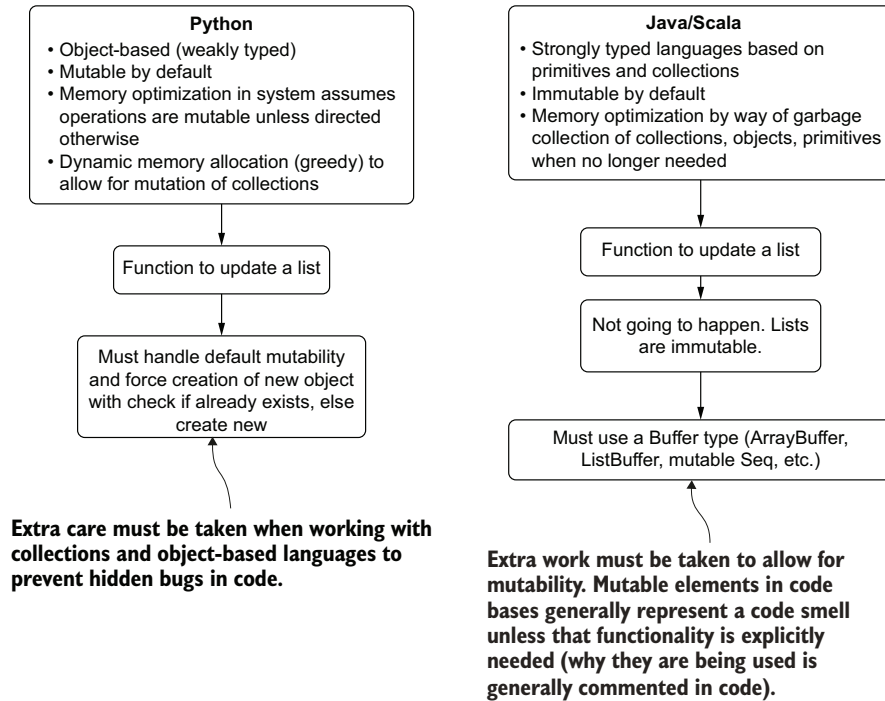 Python
• Object-based (weakly typed)
• Mutable by default
• Memory optimization in system assumes
operations are mutable unless directed
otherwise
• Dynamic memory allocation (greedy) to
allow for mutation of collections
Function to update a list
Must handle default mutability
and force creation of new object
with check if already exists, else
create new
Extra care must be taken when working with
collections and object-based languages to
prevent hidden bugs in code.
Java/Scala
• Strongly typed languages based on
primitives and collections
• Immutable by default
• Memory optimization by way of garbage
collection of collections, objects, primitives
when no longer needed
Function to update a list
Not going to happen. Lists
are immutable.
Must use a Buffer type (ArrayBuffer,
ListBuffer, mutable Seq, etc.)
Extra work must be taken to allow for
mutability. Mutable elements in code
bases generally represent a code smell
unless that functionality is explicitly
needed (why they are being used is
generally commented in code).